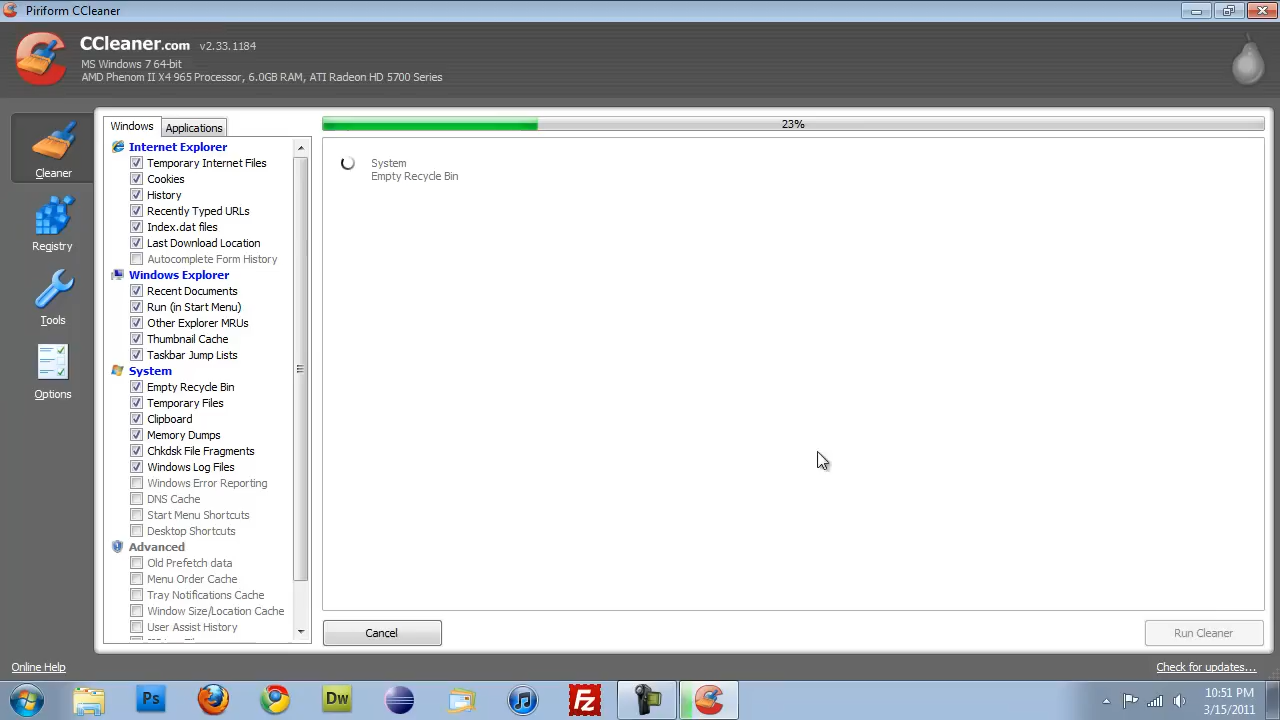 Piriform CCleaner
CCleaner.com v2.33.1184
MS Windows 7 64-bit
AMD Phenom II X4 965 Processor, 6.0GB RAM, ATI Radeon HD 5700 Series
Cleaner
Registry
Tools
Options
Windows
Applications
Internet Explorer
Temporary Internet Files
Cookies
History
Recently Typed URLs
Index.dat files
Last Download Location
Autocomplete Form History
Windows Explorer
Recent Documents
Run (in Start Menu)
Other Explorer MRUs
Thumbnail Cache
Taskbar Jump Lists
System
Empty Recycle Bin
Temporary Files
Clipboard
Memory Dumps
Chkdsk File Fragments
Windows Log Files
Windows Error Reporting
DNS Cache
Start Menu Shortcuts
Desktop Shortcuts
Advanced
Old Prefetch data
Menu Order Cache
Tray Notifications Cache
Window Size/Location Cache
User Assist History
23%
System
Empty Recycle Bin
Cancel
Run Cleaner
Online Help
Check for updates...
Ps
Dw
Fz
10:51 PM
3/15/2011